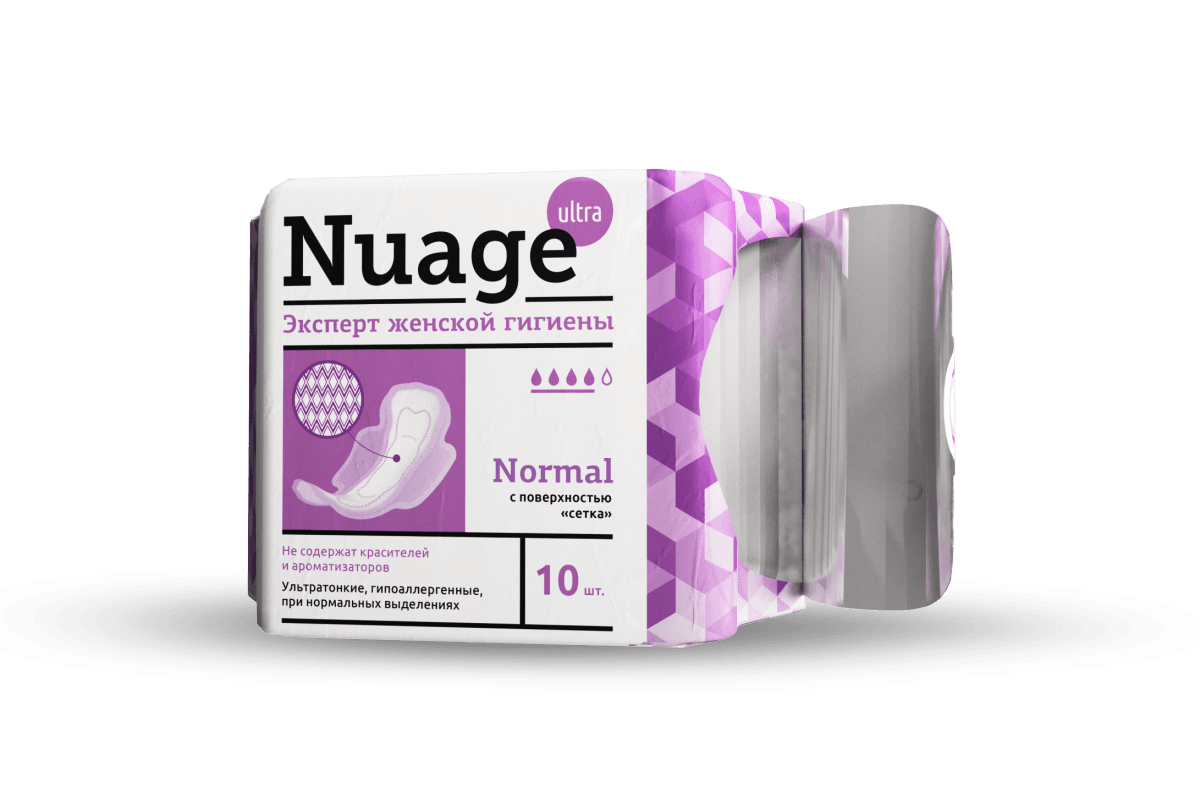 ultra
Nuage
Эксперт женской гигиены
Normal
с поверхностью
«сетка»
Не содержат красителей
и ароматизаторов
Ультратонкие, гипоаллергенные,
при нормальных выделениях
10 шт.